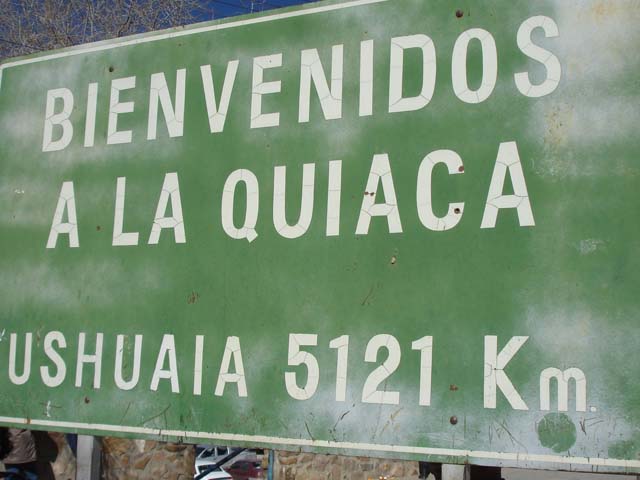 BIENVENIDOS
A LA QUIACA
USHUAIA 5121 Km.